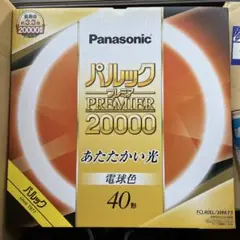 Panasonic
20000
パルック
プレミア
PREMIER
20000
あたたかい光
電球色
40形
パルック